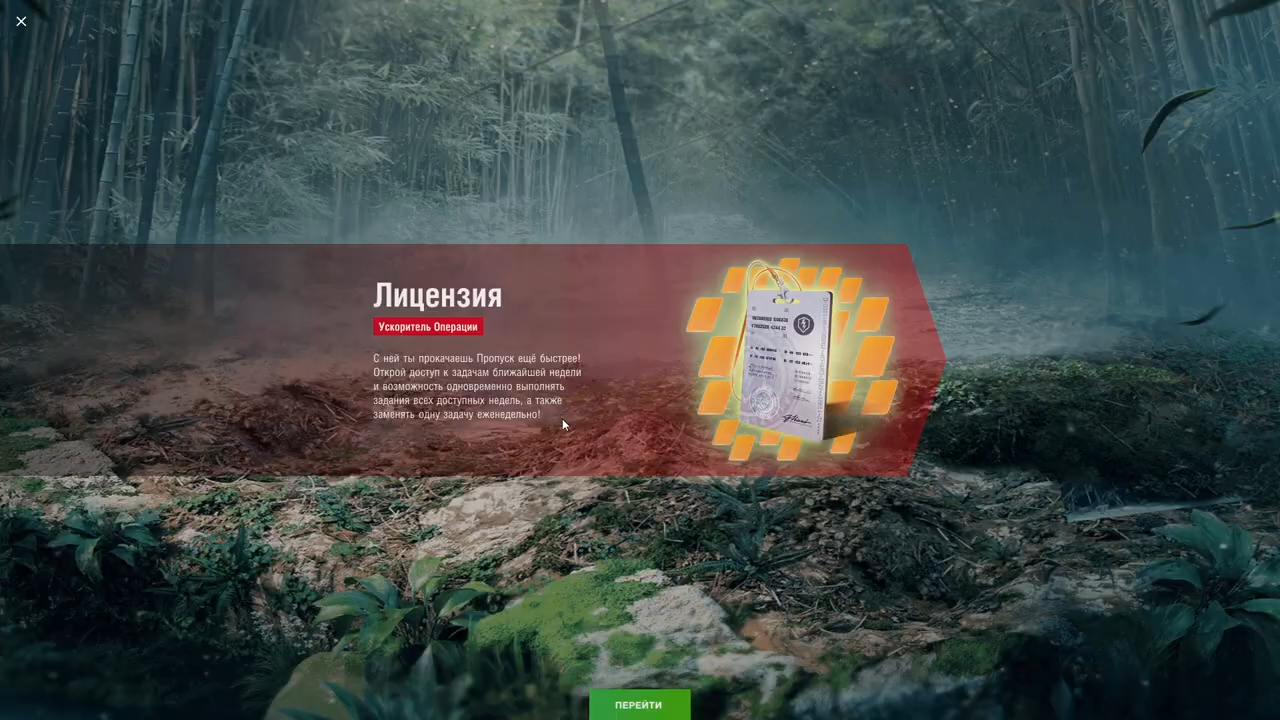 Лицензия
Ускоритель Операции
С ней ты прокачаешь Пропуск ещё быстрее!
Открой доступ к задачам ближайшей недели
и возможность одновременно выполнять
задания всех доступных недель, а также
заменять одну задачу еженедельно!
ПЕРЕЙТИ